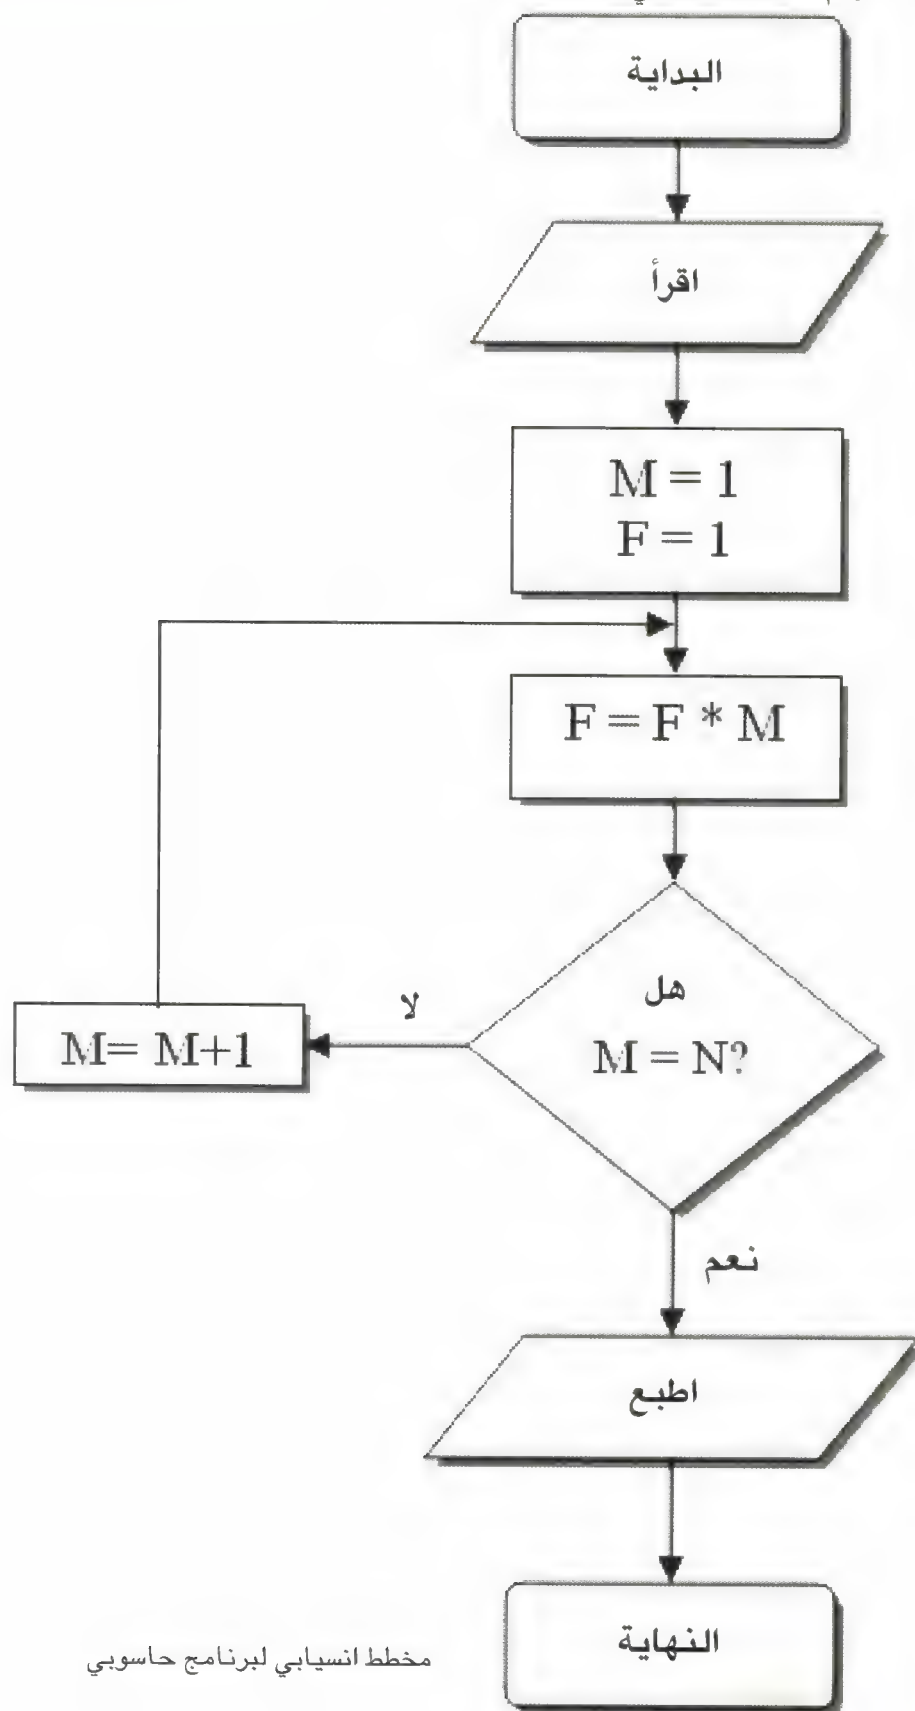 البداية
اقرأ
M = 1
F = 1
F = F * M
هل
M = N?
لا
M= M+1
نعم
اطبع
النهاية
مخطط انسيابي لبرنامج حاسوبي